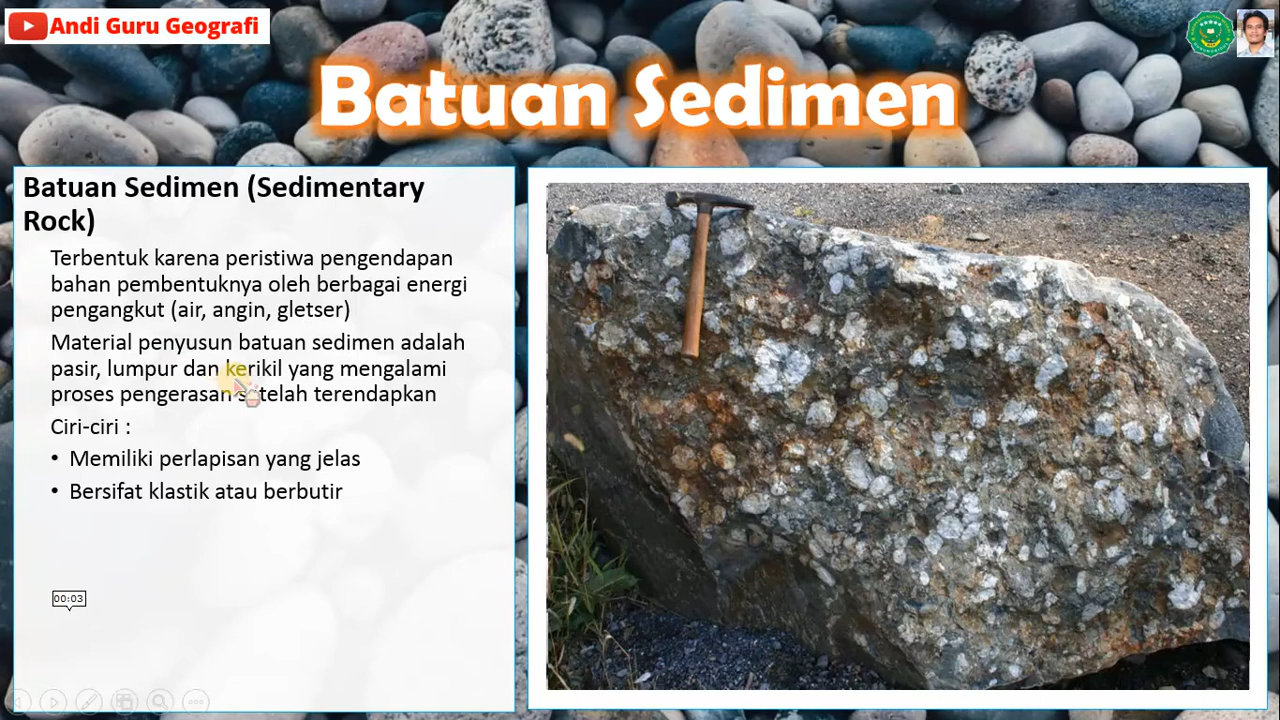 Andi Guru Geografi
Batuan Sedimen
Batuan Sedimen (Sedimentary
Rock)
Terbentuk karena peristiwa pengendapan
bahan pembentuknya oleh berbagai energi
pengangkut (air, angin, gletser)
Material penyusun batuan sedimen adalah
pasir, lumpur dan kerikil yang mengalami
proses pengerasan setelah terendapkan
Ciri-ciri :
• Memiliki perlapisan yang jelas
• Bersifat klastik atau berbutir
00:03